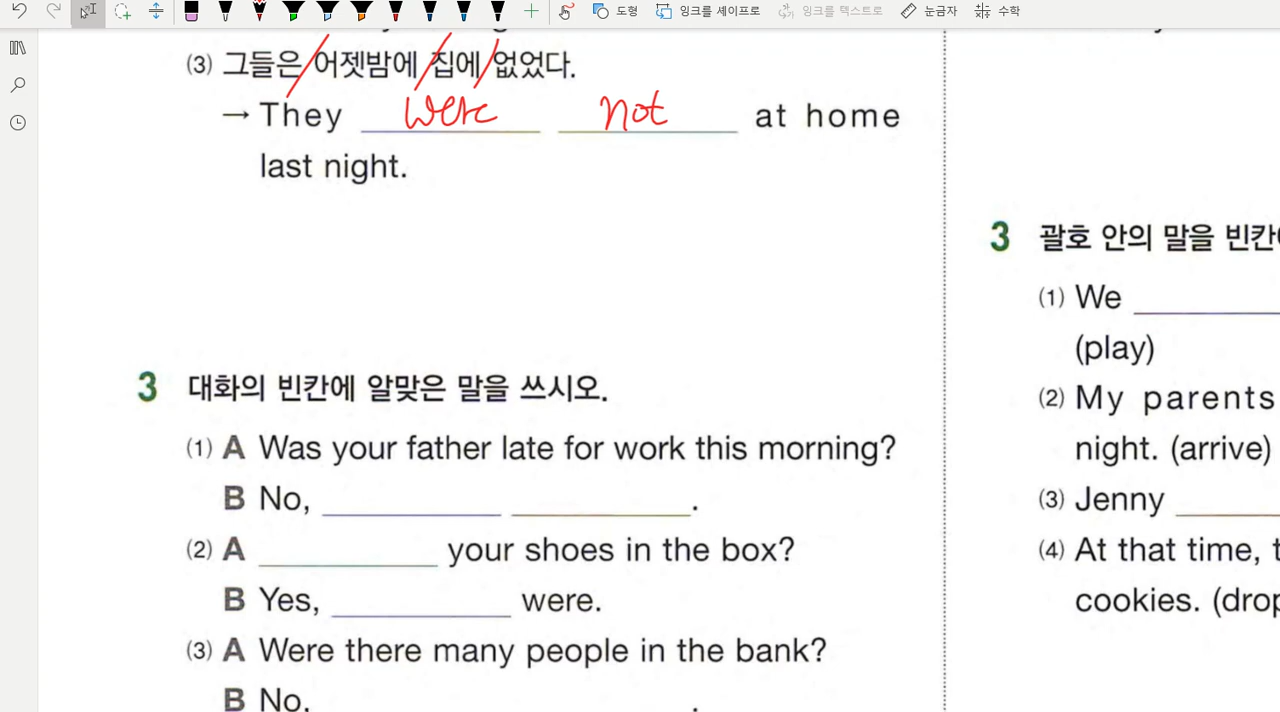 도형 잉크를 셰이프로 잉크를 텍스트로 눈금자 수학
(3) 그들은 어젯밤에 집에 없었다.
→ They were not at home
last night.
3 대화의 빈칸에 알맞은 말을 쓰시오.
(1) A Was your father late for work this morning?
B No, .
(2) A your shoes in the box?
B Yes, were.
(3) A Were there many people in the bank?
B No, .
3 괄호 안의 말을 빈칸
(1) We
(play)
(2) My parents
night. (arrive)
(3) Jenny
(4) At that time,
cookies. (drop